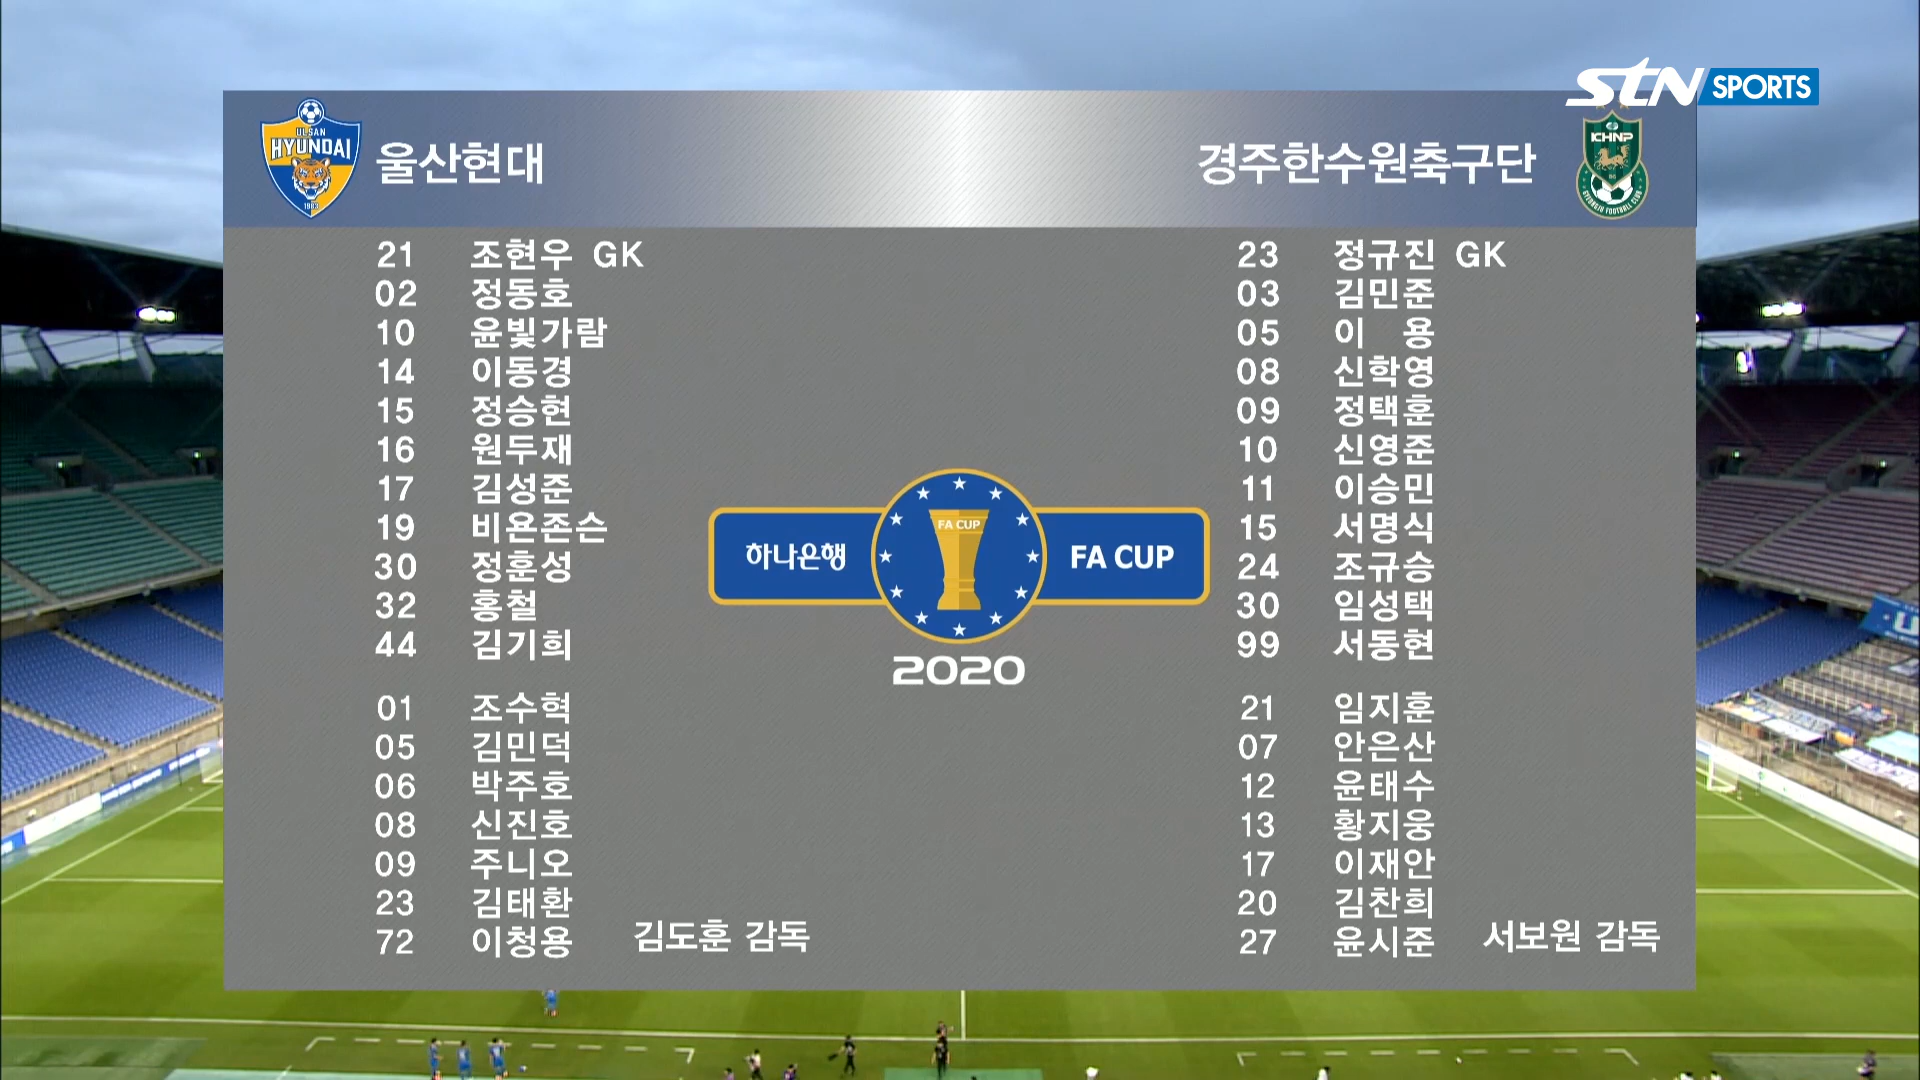 STN SPORTS
ULSAN
HYUNDAI
1983
울산현대
경주한수원축구단
KHNP
GYEONGJU FOOTBALL CLUB
21 조현우 GK
02 정동호
10 윤빛가람
14 이동경
15 정승현
16 원두재
17 김성준
19 비욘존슨
30 정훈성
32 홍철
44 김기희
01 조수혁
05 김민덕
06 박주호
08 신진호
09 주니오
23 김태환
72 이청용
김도훈 감독
하나은행
FA CUP
FA CUP
2020
23 정규진 GK
03 김민준
05 이 용
08 신학영
09 정택훈
10 신영준
11 이승민
15 서명식
24 조규승
30 임성택
99 서동현
21 임지훈
07 안은산
12 윤태수
13 황지웅
17 이재안
20 김찬희
27 윤시준
서보원 감독